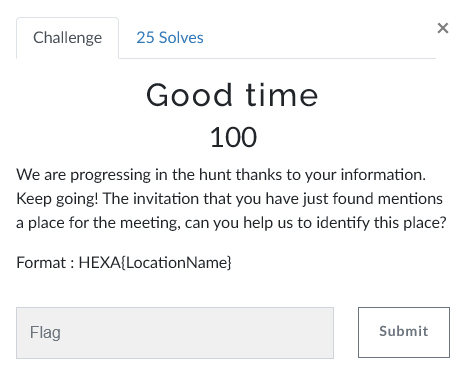 Challenge
25 Solves
×
Good time
100
We are progressing in the hunt thanks to your information.
Keep going! The invitation that you have just found mentions
a place for the meeting, can you help us to identify this place?
Format : HEXA{LocationName}
Flag
Submit